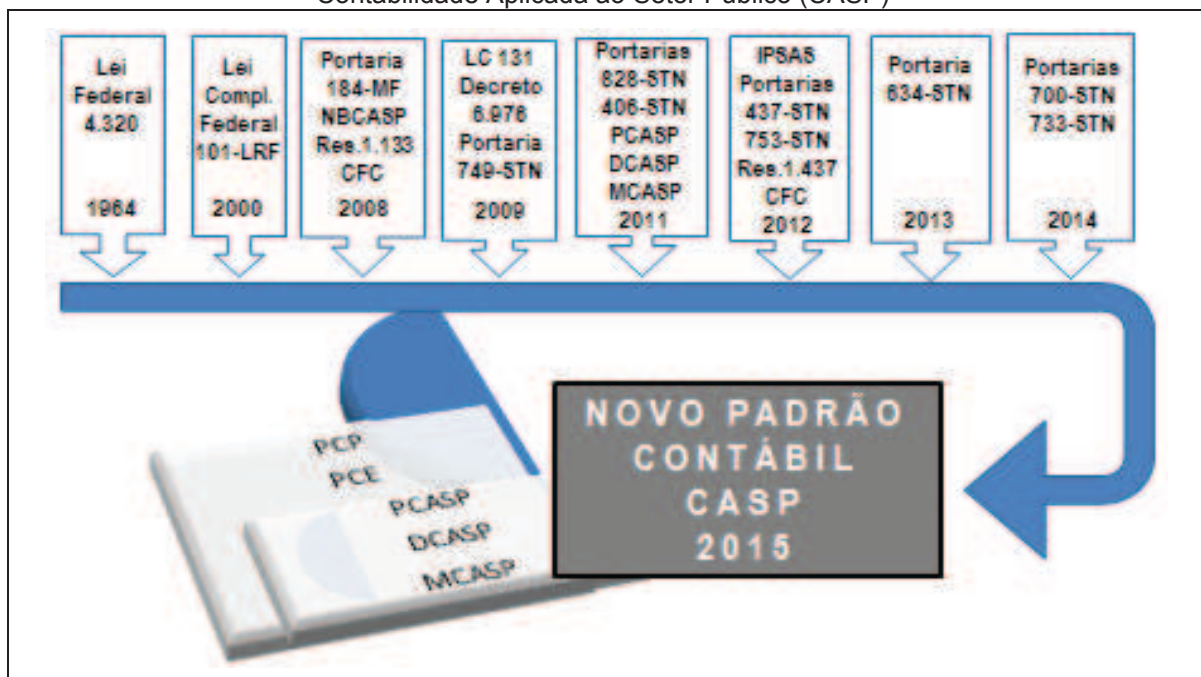 Contabilidade Aplicada ao Setor Público (CASP)
Lei
Federal
4.320
1964
Lei
Compl.
Federal
101-LRF
2000
Portaria
184-MF
NBCASP
Res.1.133
CFC
2008
LC 131
Decreto
6.976
Portaria
749-STN
2009
Portarias
828-STN
406-STN
PCASP
DCASP
MCASP
2011
IPSAS
Portarias
437-STN
753-STN
Res.1.437
CFC
2012
Portaria
634-STN
2013
Portarias
700-STN
733-STN
2014
PCP
PCE
PCASP
DCASP
MCASP
NOVO PADRÃO
CONTÁBIL
CASP
2015